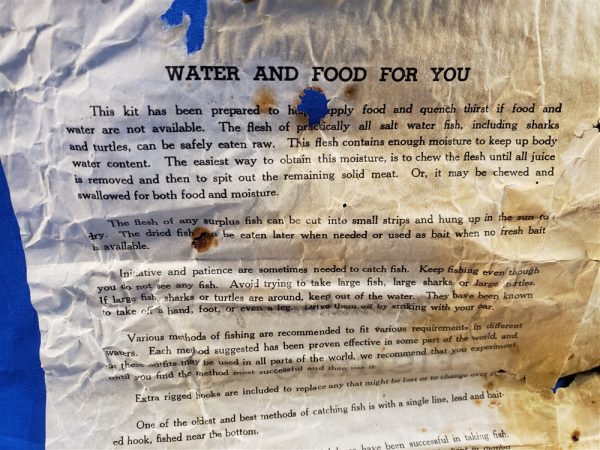 WATER AND FOOD FOR YOU
This kit has been prepared to supply food and quench thirst if food and
water are not available. The flesh of practically all salt water fish, including sharks
and turtles, can be safely eaten raw. This flesh contains enough moisture to keep up body
water content. The easiest way to obtain this moisture, is to chew the flesh until all juice
is removed and then to spit out the remaining solid meat. Or, it may be chewed and
swallowed for both food and moisture.
The flesh of any surplus fish can be cut into small strips and hung up in the sun to
dry. The dried fish be eaten later when needed or used as bait when no fresh bait
is available.
Initiative and patience are sometimes needed to catch fish. Keep fishing even though
you do not see any fish. Avoid trying to take large fish, large sharks or large turtles.
If large fish, sharks or turtles are around, keep out of the water. They have been known
to take off a hand, foot, or even a leg. Drive them off by striking with your oar.
Various methods of fishing are recommended to fit various requirements in different
waters. Each method suggested has been proven effective in some part of the world, and,
as these outfits may be used in all parts of the world, we recommend that you experiment
until you find the method most successful and then use it.
Extra rigged hooks are included to replace any that might be lost or to change over
One of the oldest and best methods of catching fish is with a single line, lead and bait-
ed hook, fished near the bottom.
have been successful in taking fish.
in motion